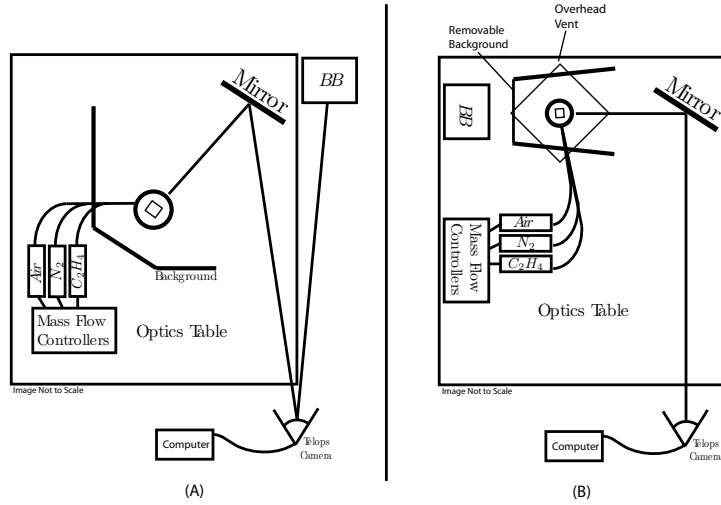 Mirror
BB
Air
N2
C2H4
Background
Mass Flow
Controllers
Optics Table
Image Not to Scale
Computer
Telops
Camera
(A)
Overhead
Vent
Removable
Background
BB
Mirror
Mass Flow
Controllers
Air
N2
C2H4
Optics Table
Image Not to Scale
Computer
Telops
Camera
(B)